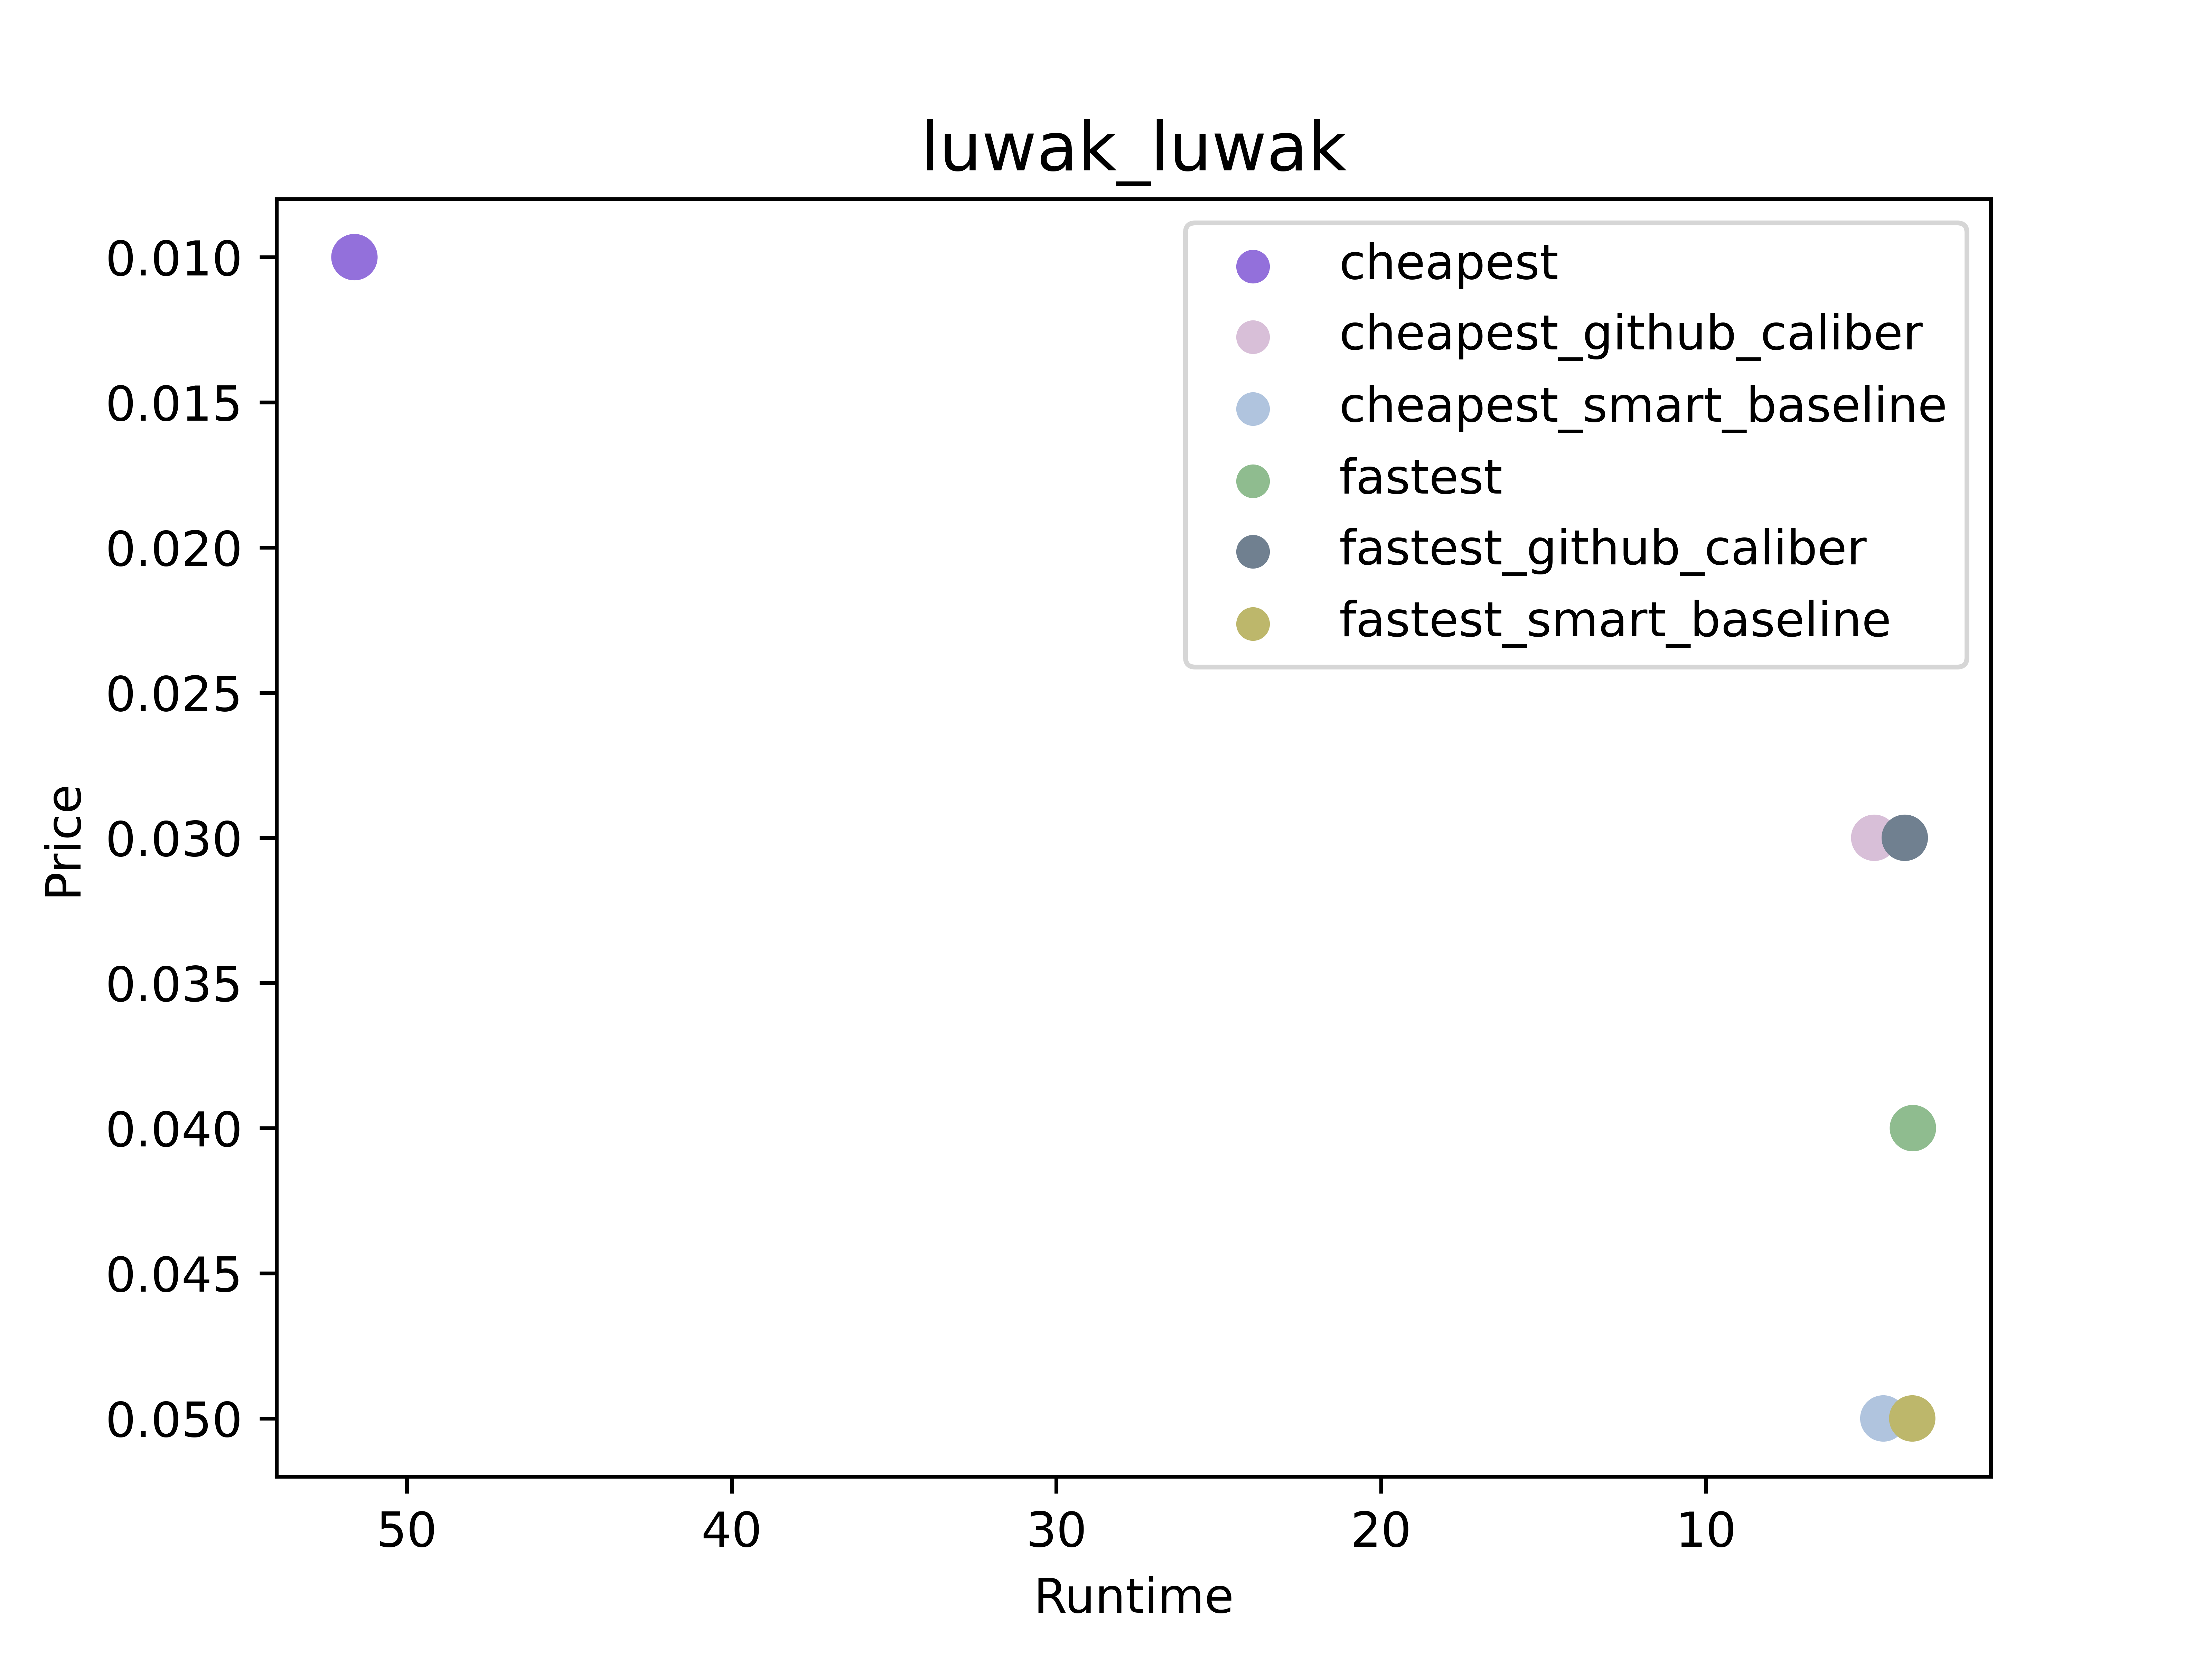 luwak_luwak
cheapest
cheapest_github_caliber
cheapest_smart_baseline
fastest
fastest_github_caliber
fastest_smart_baseline
0.010
0.015
0.020
0.025
0.030
0.035
0.040
0.045
0.050
Price
50 40 30 20 10
Runtime